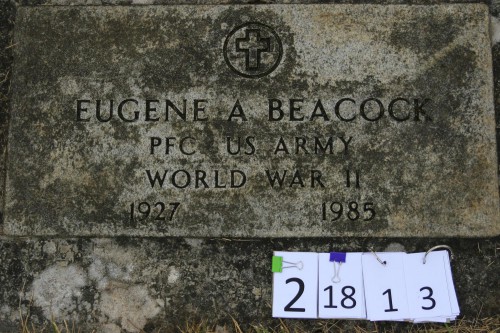 EUGENE A BEACOCK
PFC US ARMY
WORLD WAR II
1927 1985
2 18 1 3